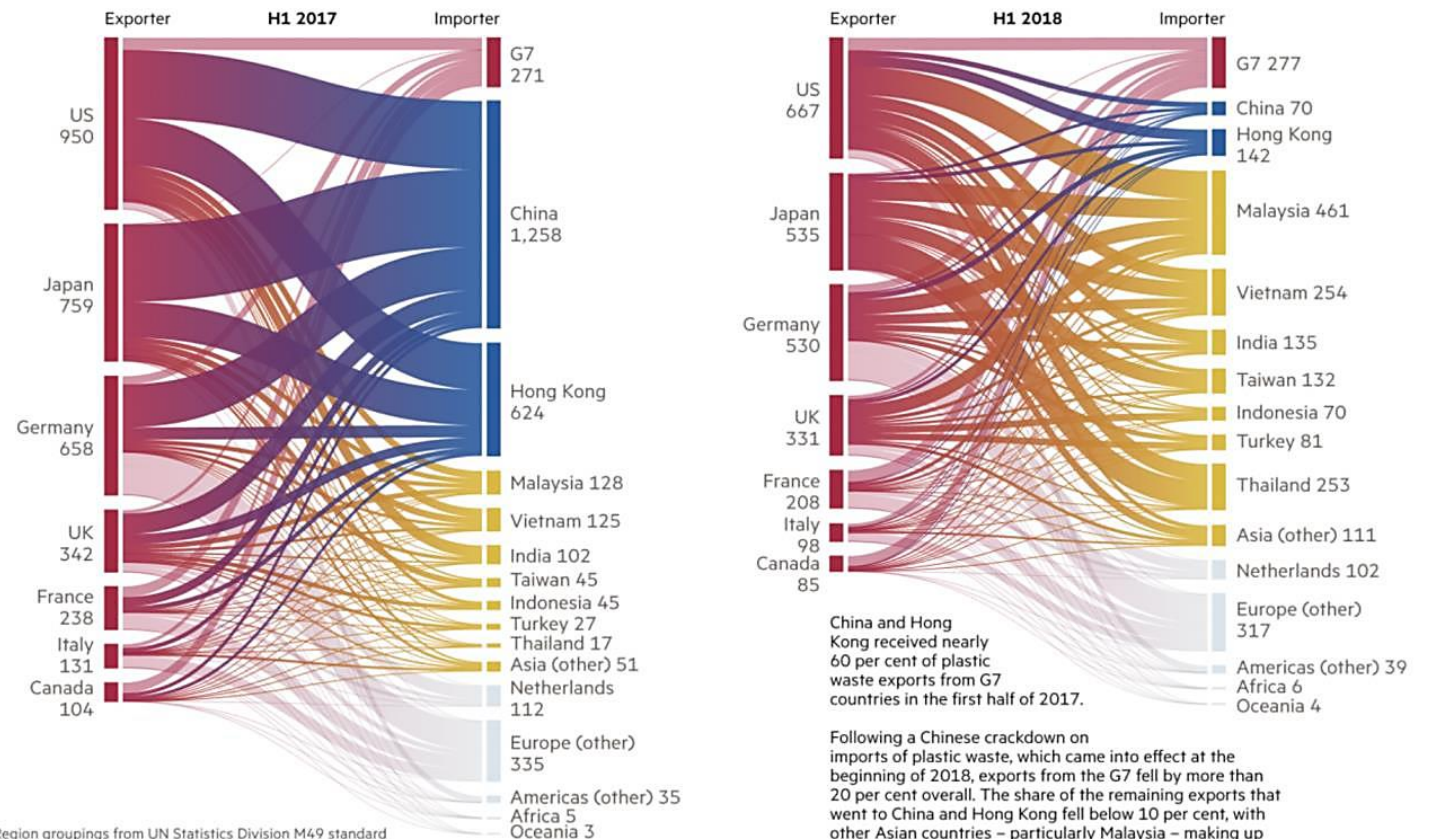 Exporter H1 2017 Importer
US
950
Japan
759
Germany
658
UK
342
France
238
Italy
131
Canada
104
G7
271
China
1,258
Hong Kong
624
Malaysia 128
Vietnam 125
India 102
Taiwan 45
Indonesia 45
Turkey 27
Thailand 17
Asia (other) 51
Netherlands
112
Europe (other)
335
Americas (other) 35
Africa 5
Oceania 3
Region groupings from UN Statistics Division M49 standard
Exporter H1 2018 Importer
US
667
Japan
535
Germany
530
UK
331
France
208
Italy
98
Canada
85
G7 277
China 70
Hong Kong
142
Malaysia 461
Vietnam 254
India 135
Taiwan 132
Indonesia 70
Turkey 81
Thailand 253
Asia (other) 111
Netherlands 102
Europe (other)
317
Americas (other) 39
Africa 6
Oceania 4
China and Hong
Kong received nearly
60 per cent of plastic
waste exports from G7
countries in the first half of 2017.
Following a Chinese crackdown on
imports of plastic waste, which came into effect at the
beginning of 2018, exports from the G7 fell by more than
20 per cent overall. The share of the remaining exports that
went to China and Hong Kong fell below 10 per cent, with
other Asian countries – particularly Malaysia – making up